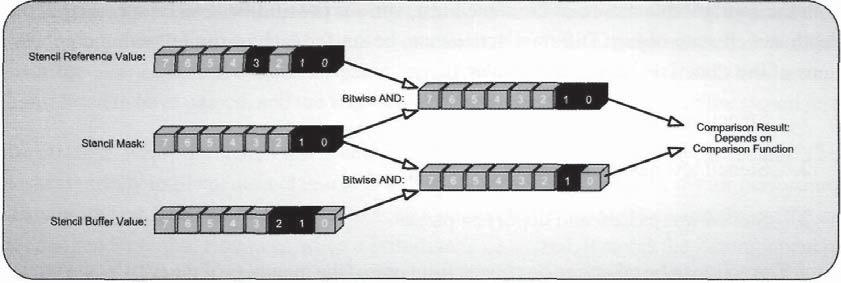 Stencil Reference Value: 7 6 5 4 3 2 1 0
Bitwise AND: 7 6 5 4 3 2 1 0
Stencil Mask: 7 6 5 4 3 2 1 0
Comparison Result:
Depends on
Comparison Function
Bitwise AND: 7 6 5 4 3 2 1 0
Stencil Buffer Value: 7 6 5 4 3 2 1 0